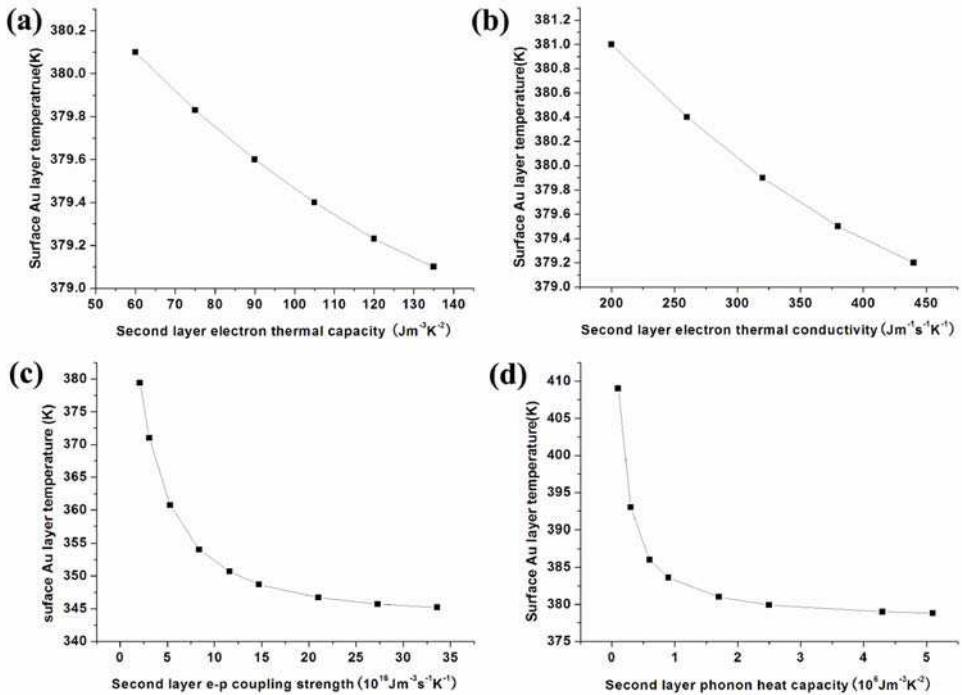 (a)
Surface Au layer temperatrue(K)
380.2
380.0
379.8
379.6
379.4
379.2
379.0
50 60 70 80 90 100 110 120 130 140
Second layer electron thermal capacity (Jm⁻³K⁻²)
(b)
Surface Au layer temperature(K)
381.2
381.0
380.8
380.6
380.4
380.2
380.0
379.8
379.6
379.4
379.2
379.0
200 250 300 350 400 450
Second layer electron thermal conductivity(Jm⁻¹s⁻¹K⁻¹)
(c)
suface Au layer temperature (K)
380
375
370
365
360
355
350
345
340
0 5 10 15 20 25 30 35
Second layer e-p coupling strength(10¹⁶Jm⁻³s⁻¹K⁻¹)
(d)
Surface Au layer temperature(K)
410
405
400
395
390
385
380
375
0 1 2 3 4 5
Second layer phonon heat capacity(10⁶Jm⁻³K⁻²)